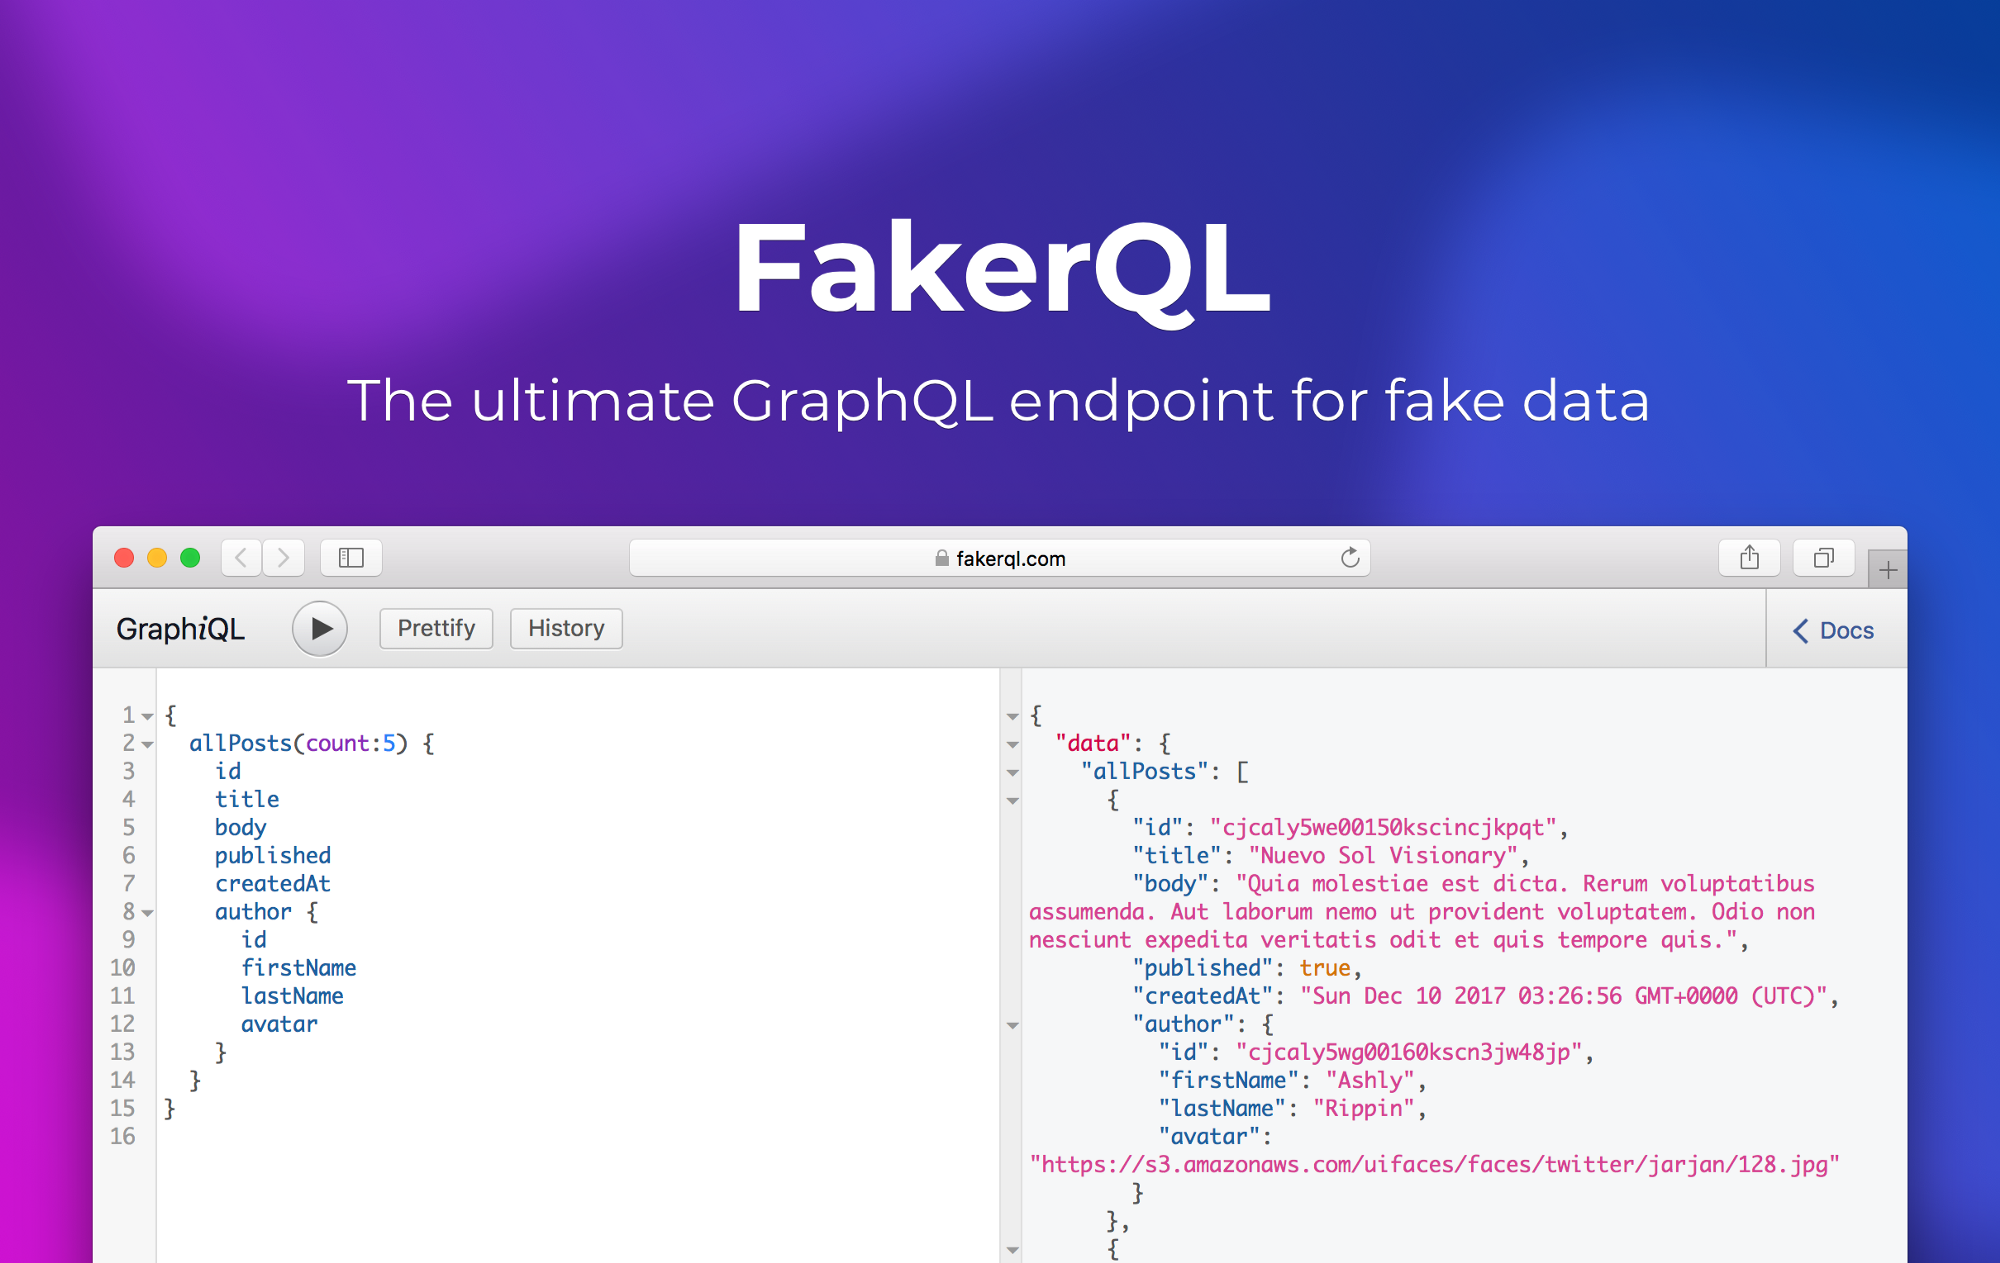 FakerQL
The ultimate GraphQL endpoint for fake data
fakerql.com
GraphiQL
Prettify
History
Docs
1 {
2 allPosts(count:5) {
3 id
4 title
5 body
6 published
7 createdAt
8 author {
9 id
10 firstName
11 lastName
12 avatar
13 }
14 }
15 }
16
{
"data": {
"allPosts": [
{
"id": "cjcaly5we00150kscincjkpqt",
"title": "Nuevo Sol Visionary",
"body": "Quia molestiae est dicta. Rerum voluptatibus
assumenda. Aut laborum nemo ut provident voluptatem. Odio non
nesciunt expedita veritatis odit et quis tempore quis.",
"published": true,
"createdAt": "Sun Dec 10 2017 03:26:56 GMT+0000 (UTC)",
"author": {
"id": "cjcaly5wg00160kscn3jw48jp",
"firstName": "Ashly",
"lastName": "Rippin",
"avatar":
"https://s3.amazonaws.com/uifaces/faces/twitter/jarjan/128.jpg"
}
},
{